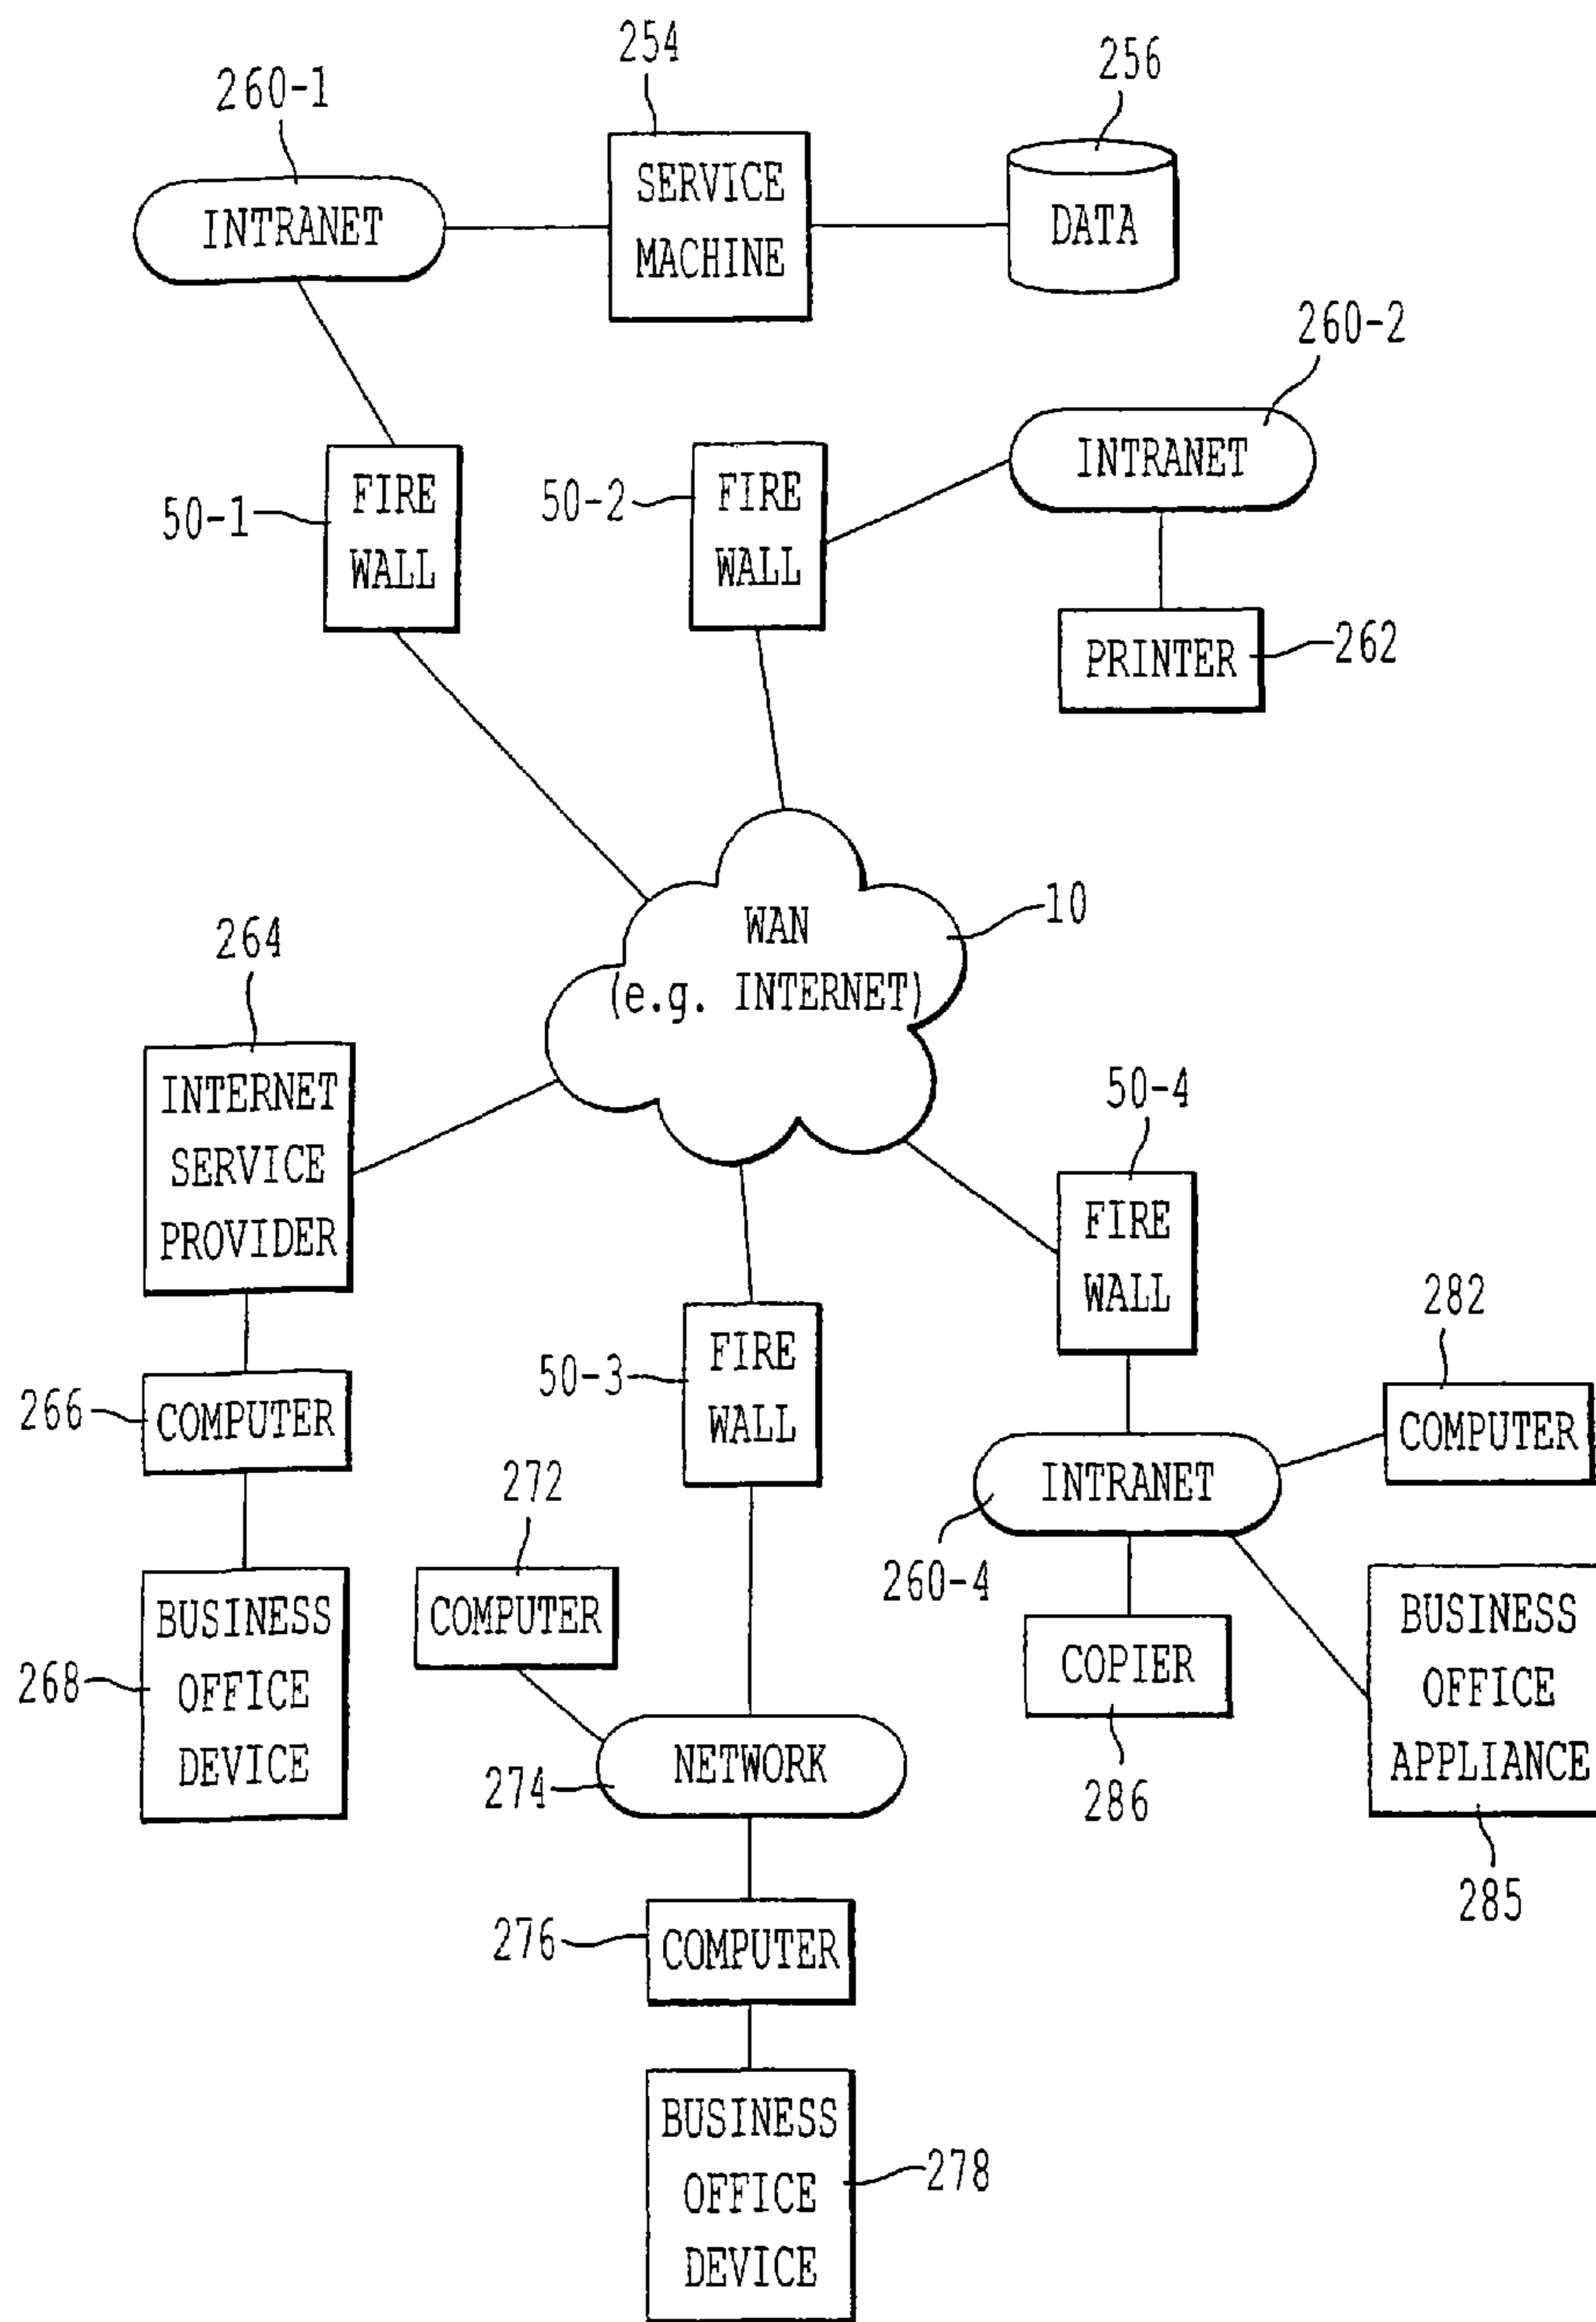 254
256
260-1
SERVICE
MACHINE
INTRANET
DATA
260-2
INTRANET
50-1
FIRE
WALL
50-2
FIRE
WALL
PRINTER
262
10
WAN
(e.g. INTERNET)
264
INTERNET
SERVICE
PROVIDER
50-4
FIRE
WALL
282
COMPUTER
50-3
FIRE
WALL
266
COMPUTER
INTRANET
260-4
272
COMPUTER
268
BUSINESS
OFFICE
DEVICE
COPIER
286
BUSINESS
OFFICE
APPLIANCE
285
NETWORK
274
276
COMPUTER
BUSINESS
OFFICE
DEVICE
278